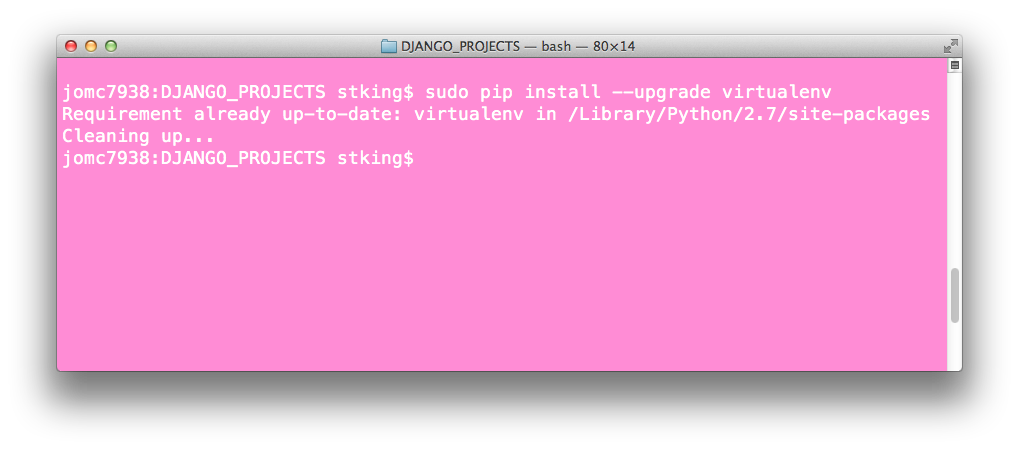 DJANGO_PROJECTS — bash — 80×14
jomc7938:DJANGO_PROJECTS stking$ sudo pip install --upgrade virtualenv
Requirement already up-to-date: virtualenv in /Library/Python/2.7/site-packages
Cleaning up...
jomc7938:DJANGO_PROJECTS stking$